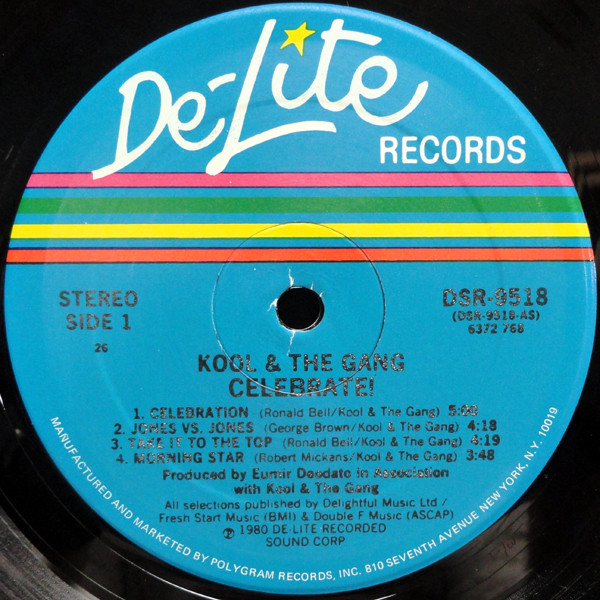 De-Lite
RECORDS
STEREO
SIDE 1
26
DSR-9518
(DSR-9518-AS)
6372 768
KOOL & THE GANG
CELEBRATE!
1. CELEBRATION (Ronald Bell/Kool & The Gang) 5:00
2. JONES VS. JONES (George Brown/Kool & The Gang) 4:18
3. TAKE IT TO THE TOP (Ronald Bell/Kool & The Gang) 4:19
4. MORNING STAR (Robert Mickens/Kool & The Gang) 3:48
Produced by Eumir Deodato in Association
with Kool & The Gang
All selections published by Delightful Music Ltd /
Fresh Start Music (BMI) & Double F Music (ASCAP)
℗ 1980 DE-LITE RECORDED
SOUND CORP.
MANUFACTURED AND MARKETED BY POLYGRAM RECORDS, INC. 810 SEVENTH AVENUE NEW YORK, N.Y. 10019